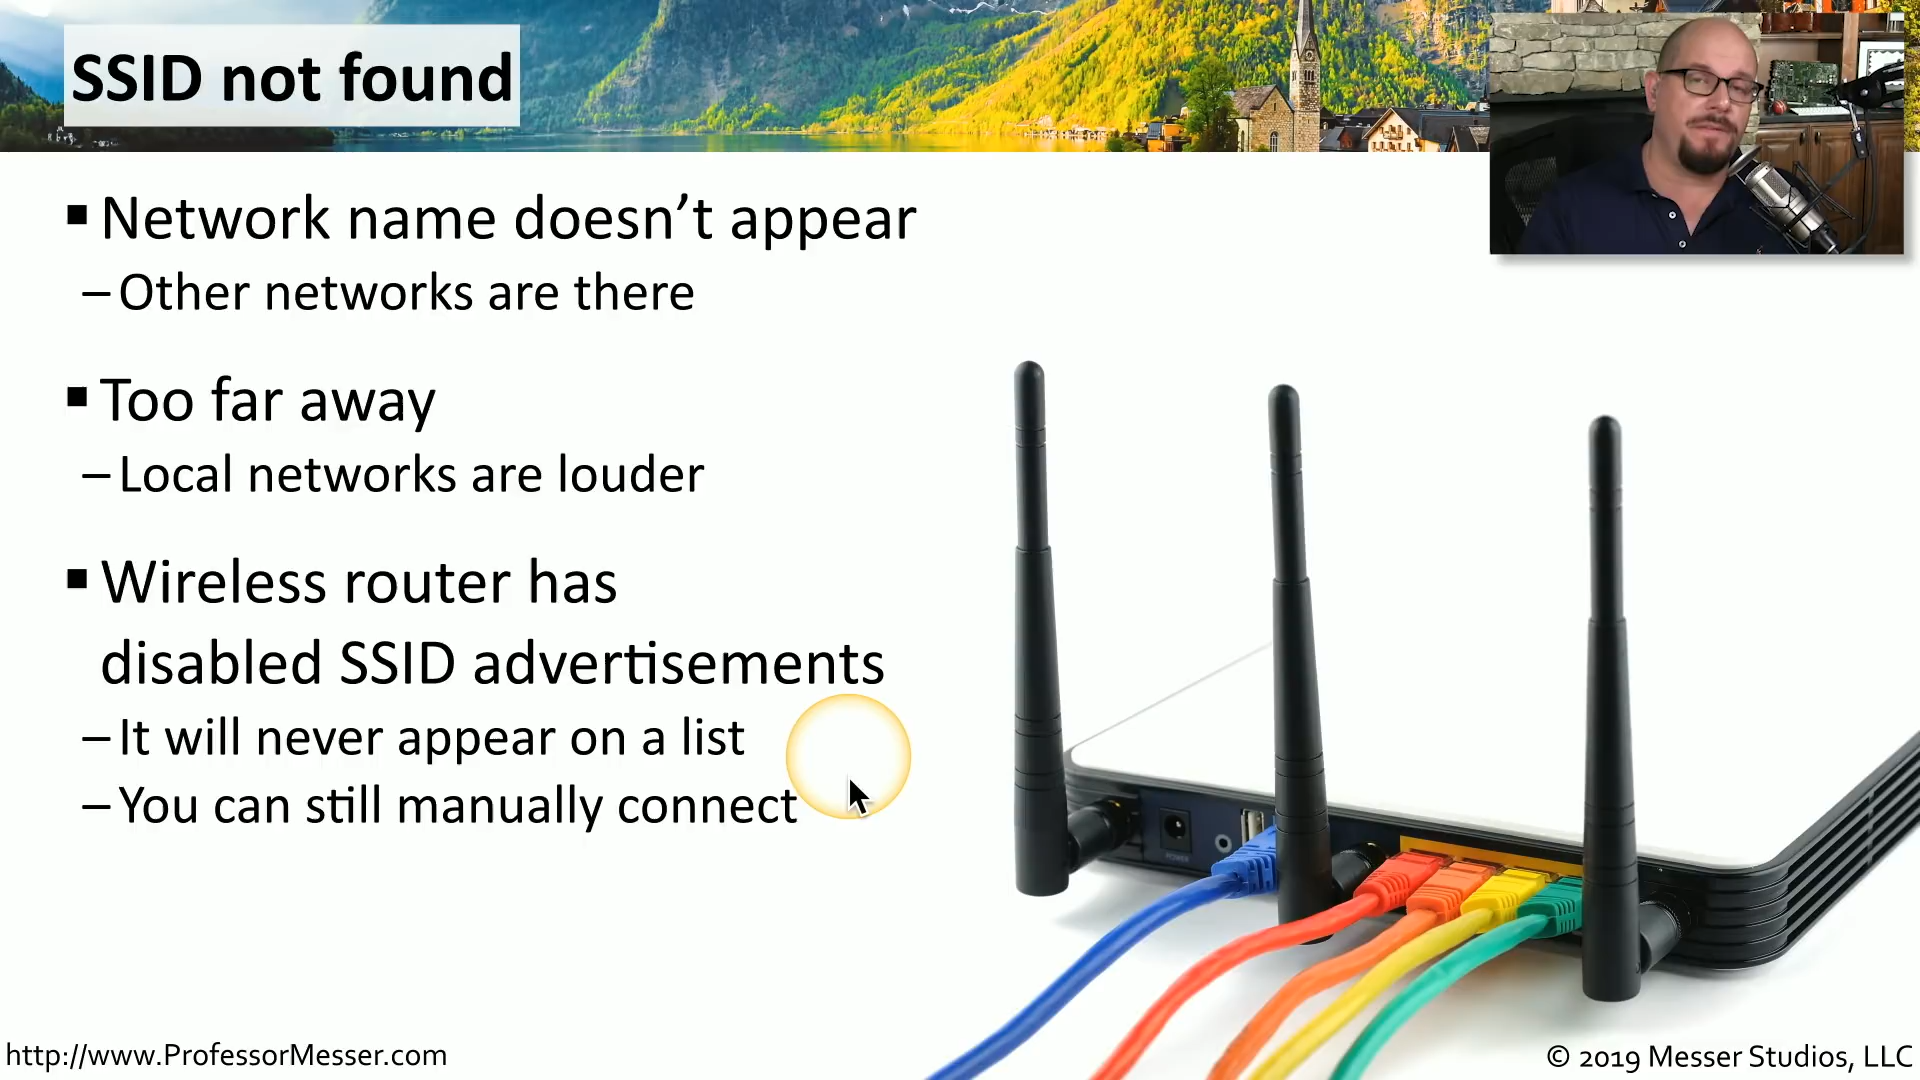 SSID not found
▪ Network name doesn’t appear
– Other networks are there
▪ Too far away
– Local networks are louder
▪ Wireless router has
disabled SSID advertisements
– It will never appear on a list
– You can still manually connect
POWER
http://www.ProfessorMesser.com
© 2019 Messer Studios, LLC